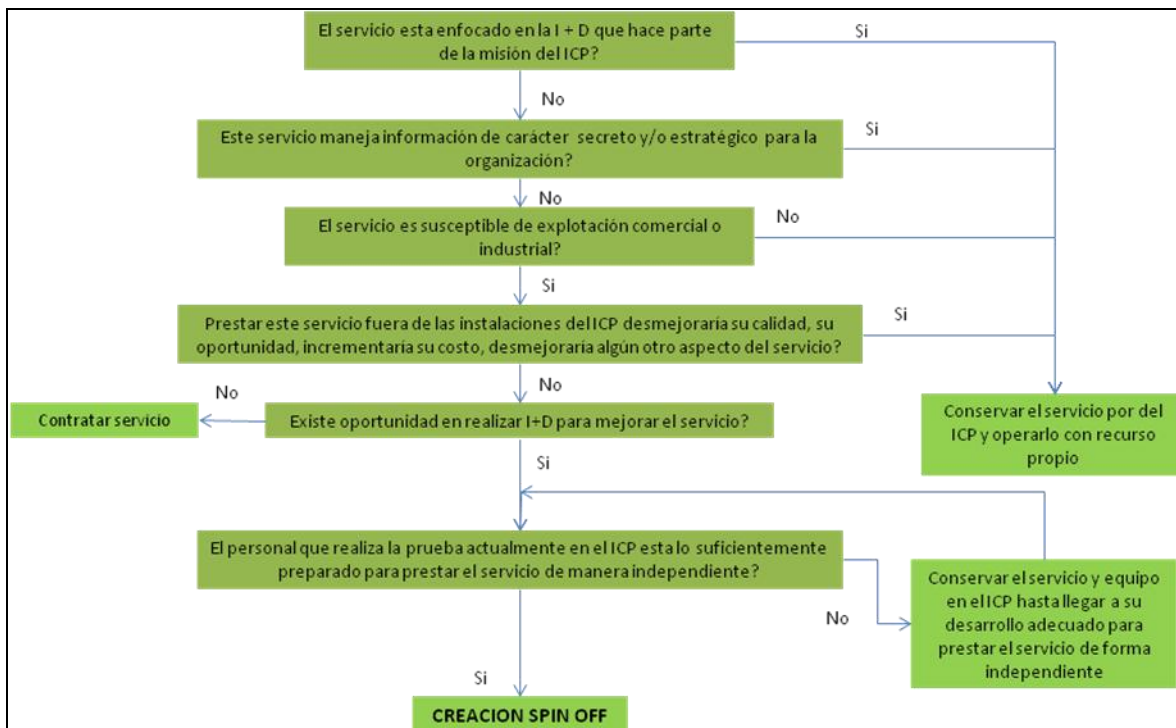 El servicio esta enfocado en la I + D que hace parte
de la misión del ICP?
Si
No
Este servicio maneja información de carácter secreto y/o estratégico para la
organización?
Si
No
El servicio es susceptible de explotación comercial o
industrial?
No
Si
Prestar este servicio fuera de las instalaciones del ICP desmejoraría su calidad, su
oportunidad, incrementaría su costo, desmejoraría algún otro aspecto del servicio?
Si
No
No
Contratar servicio
Existe oportunidad en realizar I+D para mejorar el servicio?
Conservar el servicio por del
ICP y operarlo con recurso
propio
Si
El personal que realiza la prueba actualmente en el ICP esta lo suficientemente
preparado para prestar el servicio de manera independiente?
No
Conservar el servicio y equipo
en el ICP hasta llegar a su
desarrollo adecuado para
prestar el servicio de forma
independiente
Si
CREACION SPIN OFF